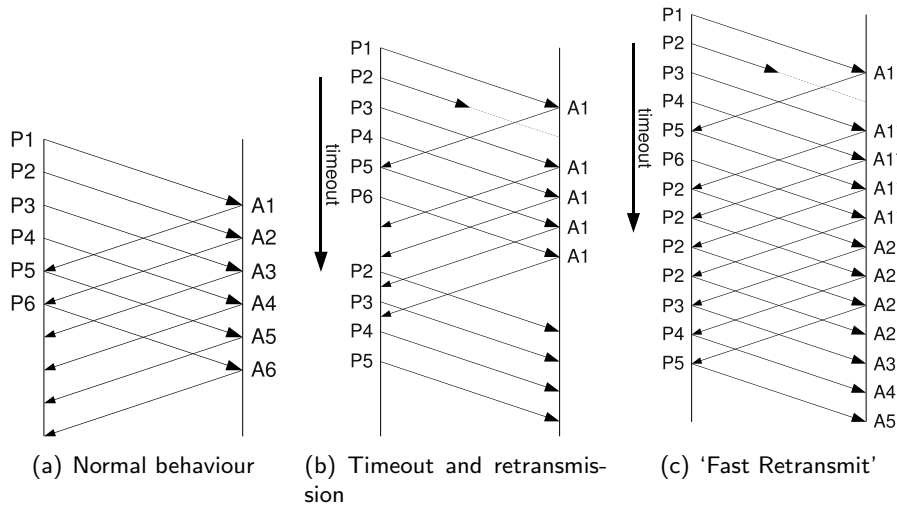 P1
P2
P3
P4
P5
P6
A1
A2
A3
A4
A5
A6
(a) Normal behaviour
timeout
P1
P2
P3
P4
P5
P6
P2
P3
P4
P5
A1
A1
A1
A1
A1
(b) Timeout and retransmis-
sion
timeout
P1
P2
P3
P4
P5
P6
P2
P2
P2
P2
P3
P4
P5
A1
A1'
A1'
A1'
A1'
A2
A2
A2
A2
A3
A4
A5
(c) ‘Fast Retransmit’